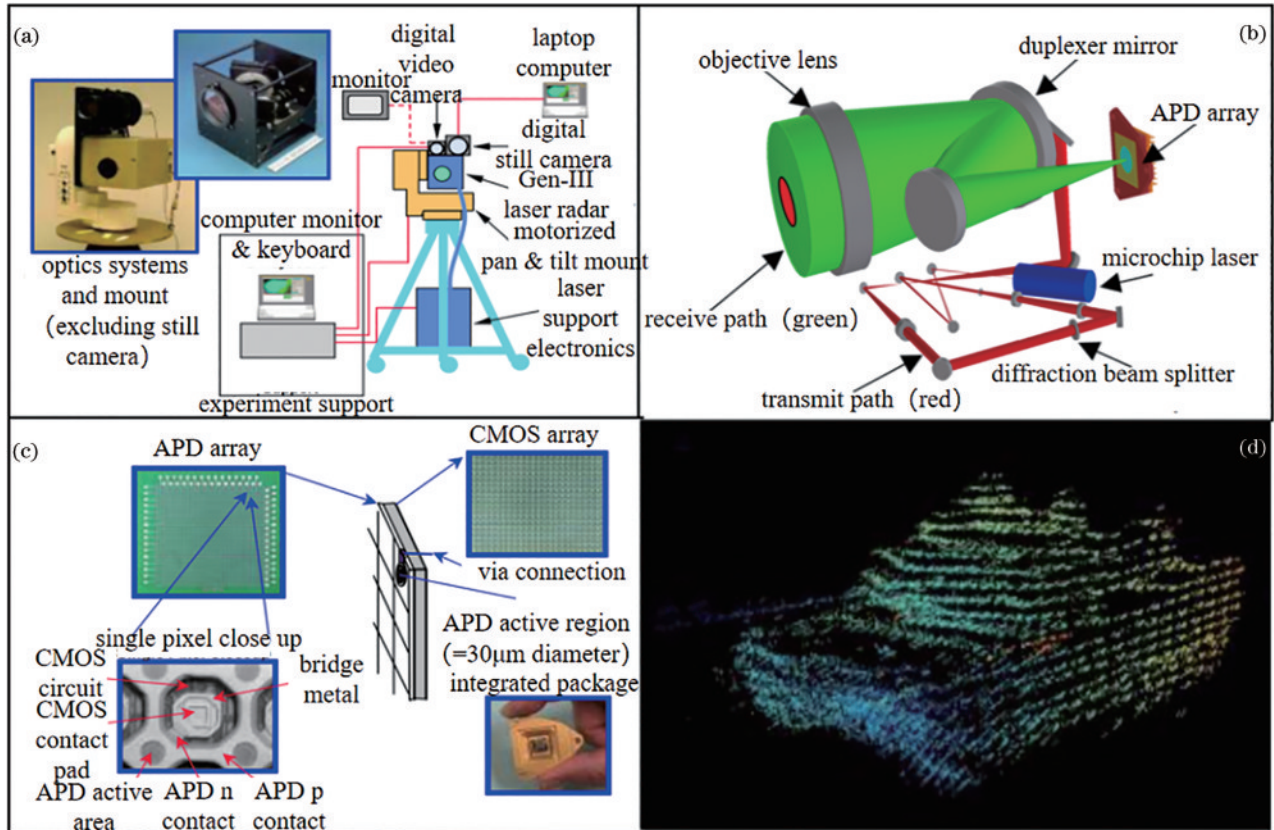 (a)
digital
video
camera
laptop
computer
monitor
digital
still camera
Gen-III
laser radar
motorized
pan & tilt mount
laser
support
electronics
computer monitor
& keyboard
optics systems
and mount
(excluding still
camera)
experiment support
(b)
duplexer mirror
objective lens
APD array
microchip laser
receive path (green)
diffraction beam splitter
transmit path (red)
(c)
APD array
CMOS array
via connection
single pixel close up
APD active region
(=30μm diameter)
integrated package
CMOS
circuit
bridge
metal
CMOS
contact
pad
APD active
area
APD n
contact
APD p
contact
(d)